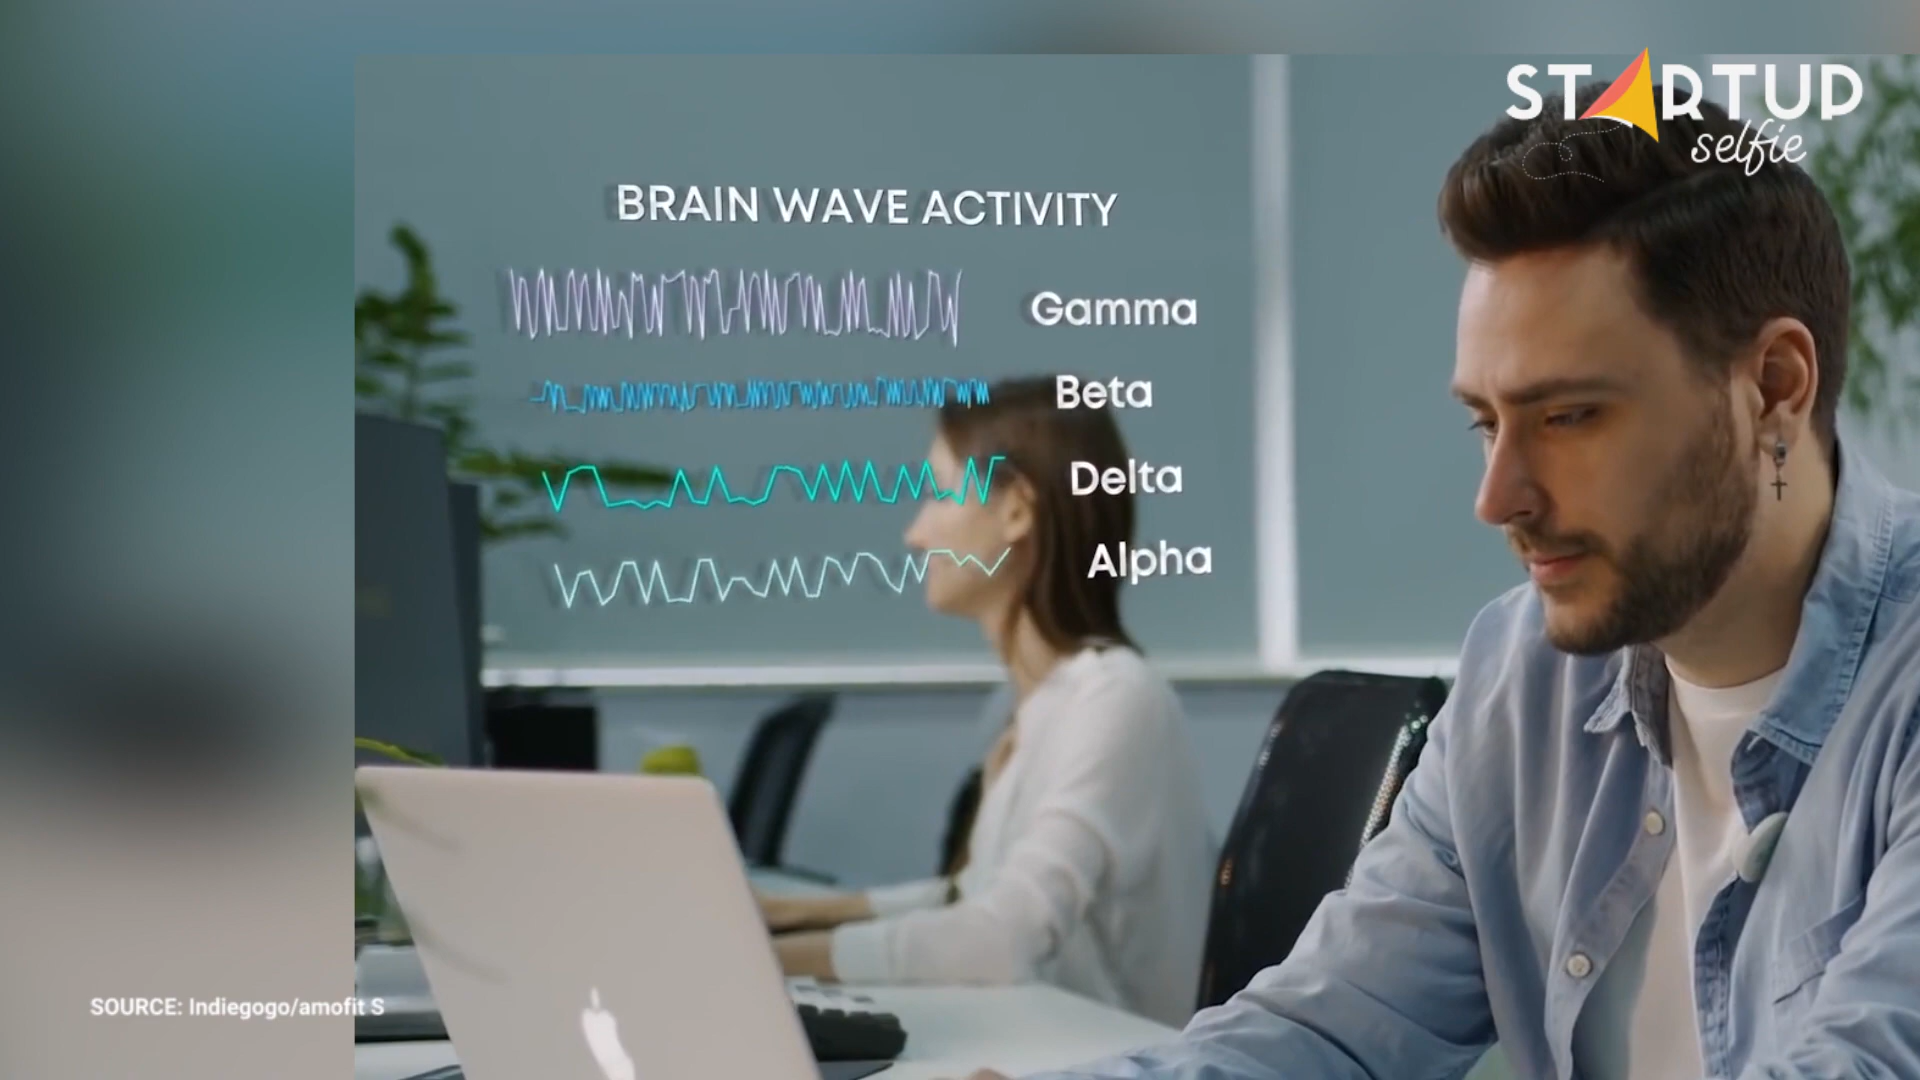 STARTUP
selfie
BRAIN WAVE ACTIVITY
Gamma
Beta
Delta
Alpha
SOURCE: Indiegogo/amofit S